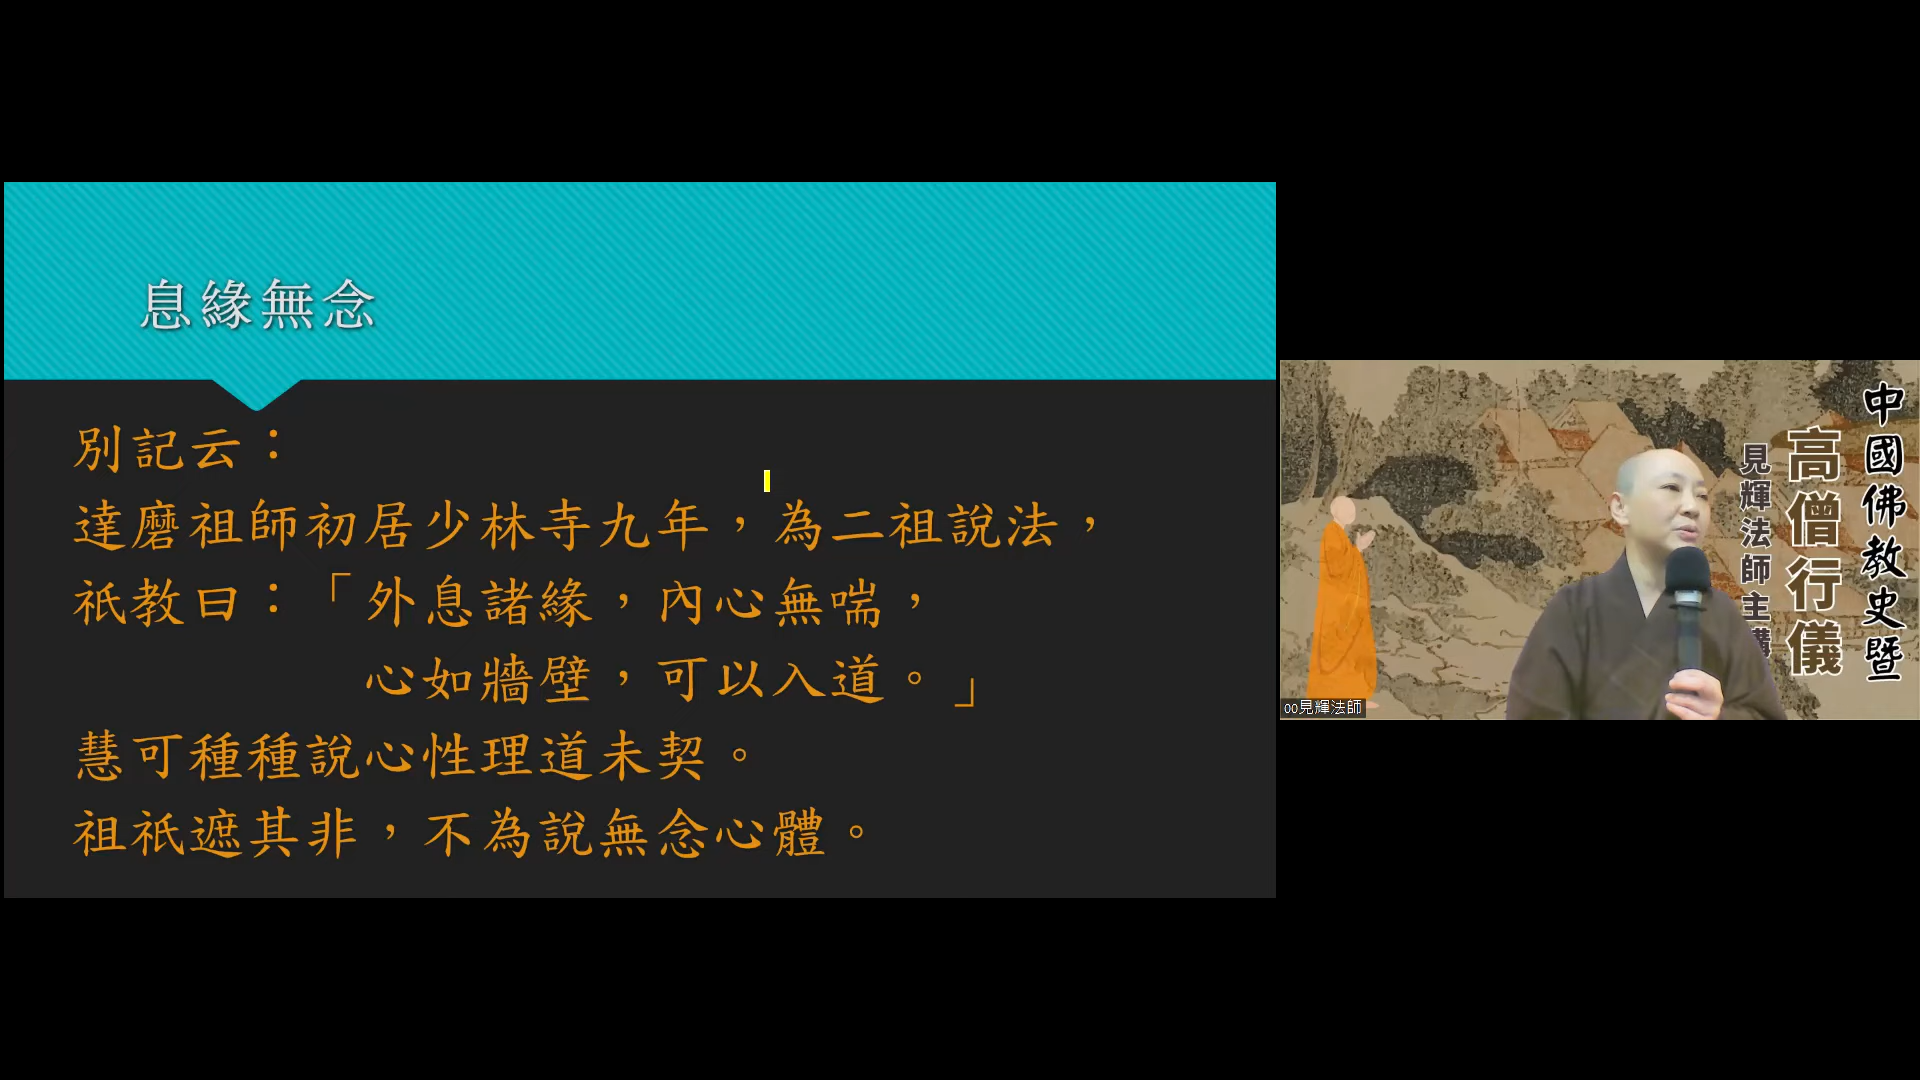 息緣無念
別記云：
達磨祖師初居少林寺九年，為二祖說法，
祇教曰：「外息諸緣，內心無喘，
心如牆壁，可以入道。」
慧可種種說心性理道未契。
祖祇遮其非，不為說無念心體。
中國佛教史暨
高僧行儀
見輝法師主講
00見輝法師